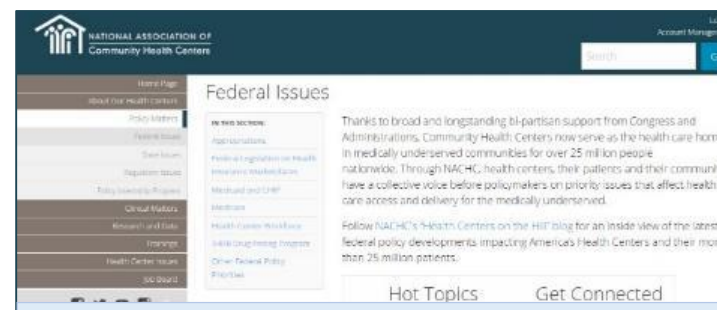 NATIONAL ASSOCIATION OF
Community Health Centers
Account Manage
Search
Home Page
About Our Health Centers
Policy Matters
Federal Issues
State Issues
Regulatory Issues
Policy Internship Program
Clinical Matters
Research and Data
Trainings
Health Center Issues
Job Board
Federal Issues
IN THIS SECTION:
Appropriations
Federal Legislation on Health
Insurance Marketplaces
Medicaid and CHIP
Medicare
Health Center Workforce
340B Drug Pricing Program
Other Federal Policy
Priorities
Thanks to broad and longstanding bi-partisan support from Congress and
Administrations, Community Health Centers now serve as the health care hom
in medically underserved communities for over 25 million people
nationwide. Through NACHC, health centers, their patients and their communi
have a collective voice before policymakers on priority issues that affect health
care access and delivery for the medically underserved.
Follow NACHC's "Health Centers on the Hill" blog for an inside view of the latest
federal policy developments impacting America's Health Centers and their mor
than 25 million patients.
Hot Topics
Get Connected